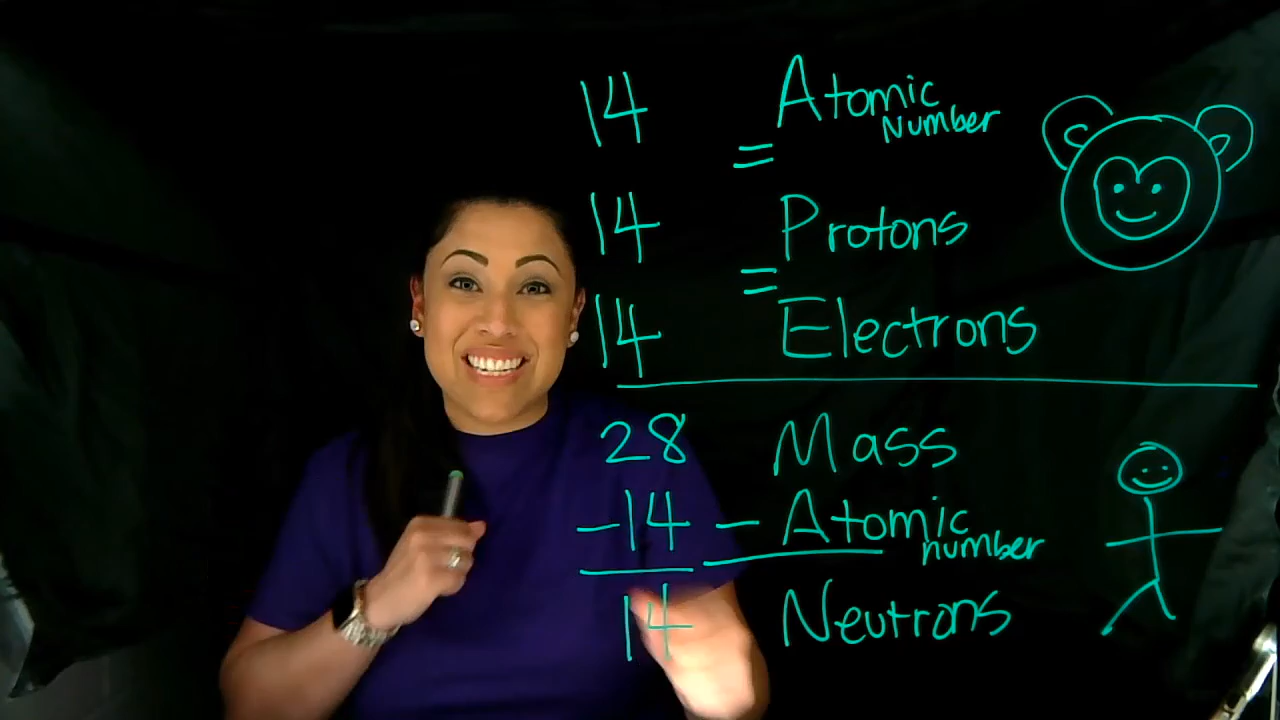 14 Atomic
Number
=
14 Protons
=
14 Electrons
28 Mass
-14 - Atomic
number
14 Neutrons